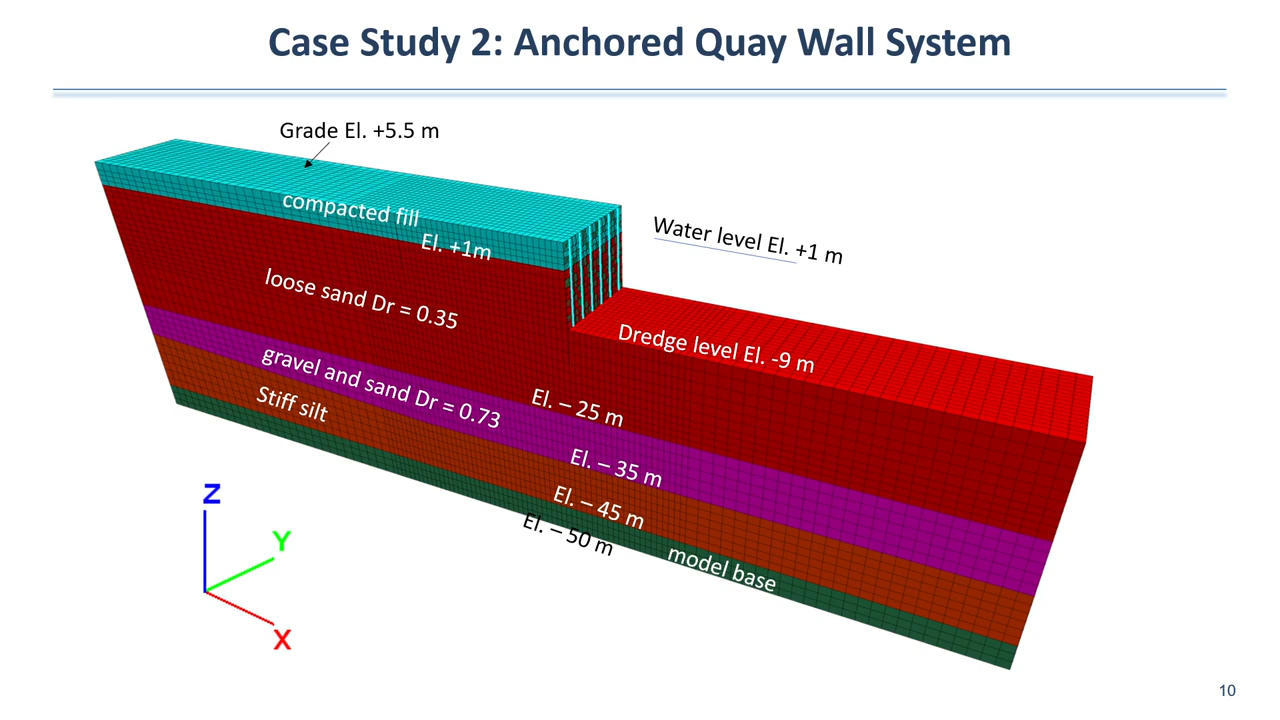 Case Study 2: Anchored Quay Wall System
Grade El. +5.5 m
compacted fill
El. +1m
Water level El. +1 m
loose sand Dr = 0.35
Dredge level El. -9 m
gravel and sand Dr = 0.73
El. – 25 m
Stiff silt
El. – 35 m
El. – 45 m
El. – 50 m
model base
Z
Y
X
10